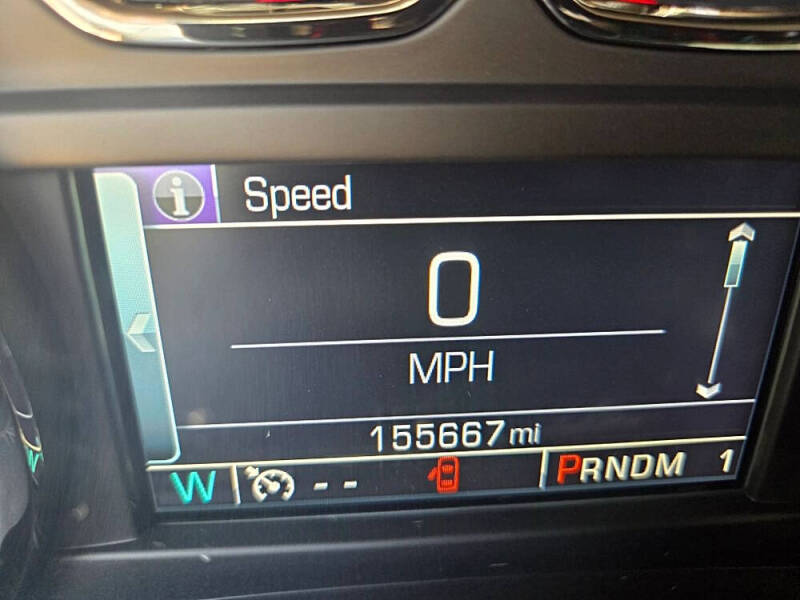 i Speed
0
MPH
155667 mi
W -- PRNDM 1